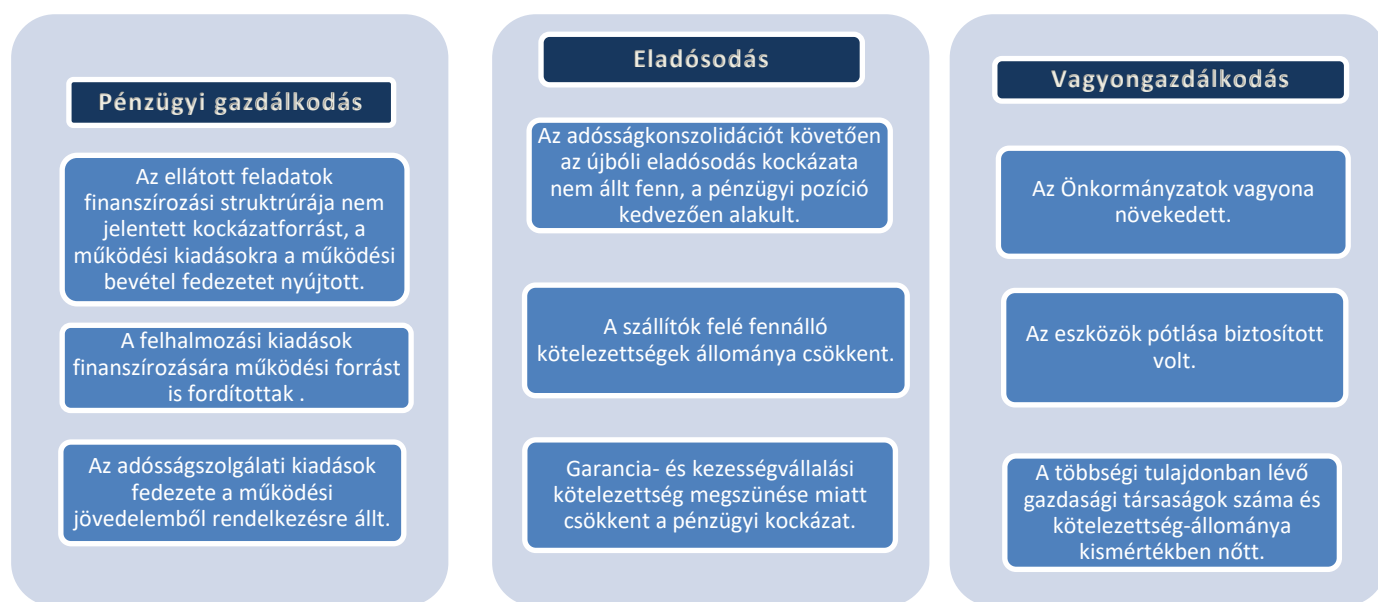 Pénzügyi gazdálkodás
Az ellátott feladatok
finanszírozási struktrúrája nem
jelentett kockázatforrást, a
működési kiadásokra a működési
bevétel fedezetet nyújtott.
A felhalmozási kiadások
finanszírozására működési forrást
is fordítottak .
Az adósságszolgálati kiadások
fedezete a működési
jövedelemből rendelkezésre állt.
Eladósodás
Az adósságkonszolidációt követően
az újbóli eladósodás kockázata
nem állt fenn, a pénzügyi pozíció
kedvezően alakult.
A szállítók felé fennálló
kötelezettségek állománya csökkent.
Garancia- és kezességvállalási
kötelezettség megszünése miatt
csökkent a pénzügyi kockázat.
Vagyongazdálkodás
Az Önkormányzatok vagyona
növekedett.
Az eszközök pótlása biztosított
volt.
A többségi tulajdonban lévő
gazdasági társaságok száma és
kötelezettség-állománya
kismértékben nőtt.